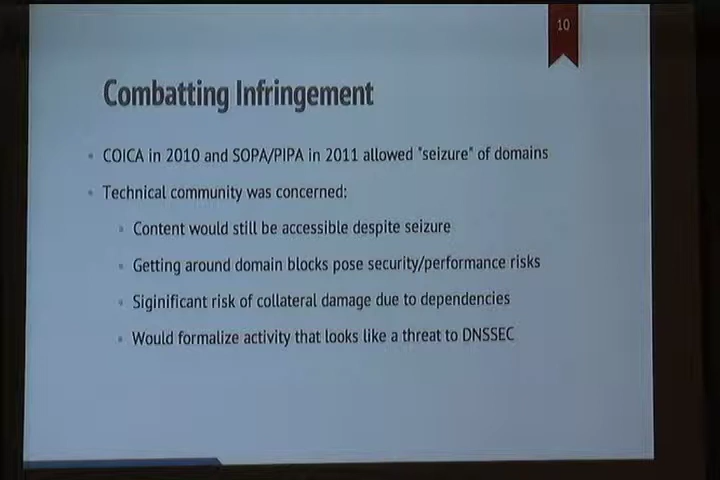 10
Combatting Infringement
COICA in 2010 and SOPA/PIPA in 2011 allowed "seizure" of domains
Technical community was concerned:
Content would still be accessible despite seizure
Getting around domain blocks pose security/performance risks
Siginificant risk of collateral damage due to dependencies
Would formalize activity that looks like a threat to DNSSEC